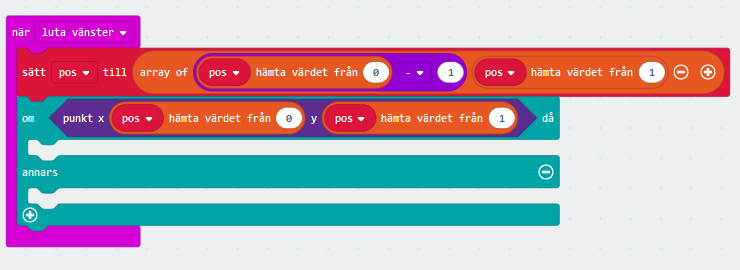 när luta vänster
sätt pos till array of pos hämta värdet från 0 - 1 pos hämta värdet från 1
om punkt x pos hämta värdet från 0 y pos hämta värdet från 1 då
annars